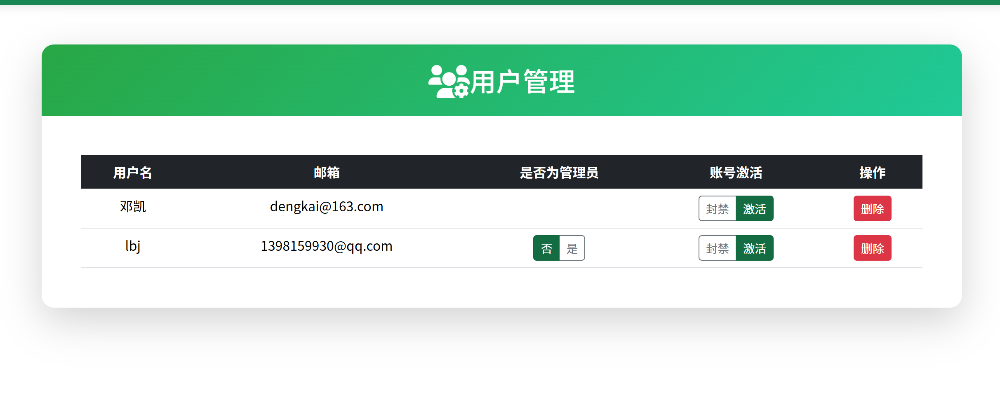 用户管理
用户名 邮箱 是否为管理员 账号激活 操作
邓凯 dengkai@163.com 封禁 激活 删除
lbj 1398159930@qq.com 否 是 封禁 激活 删除